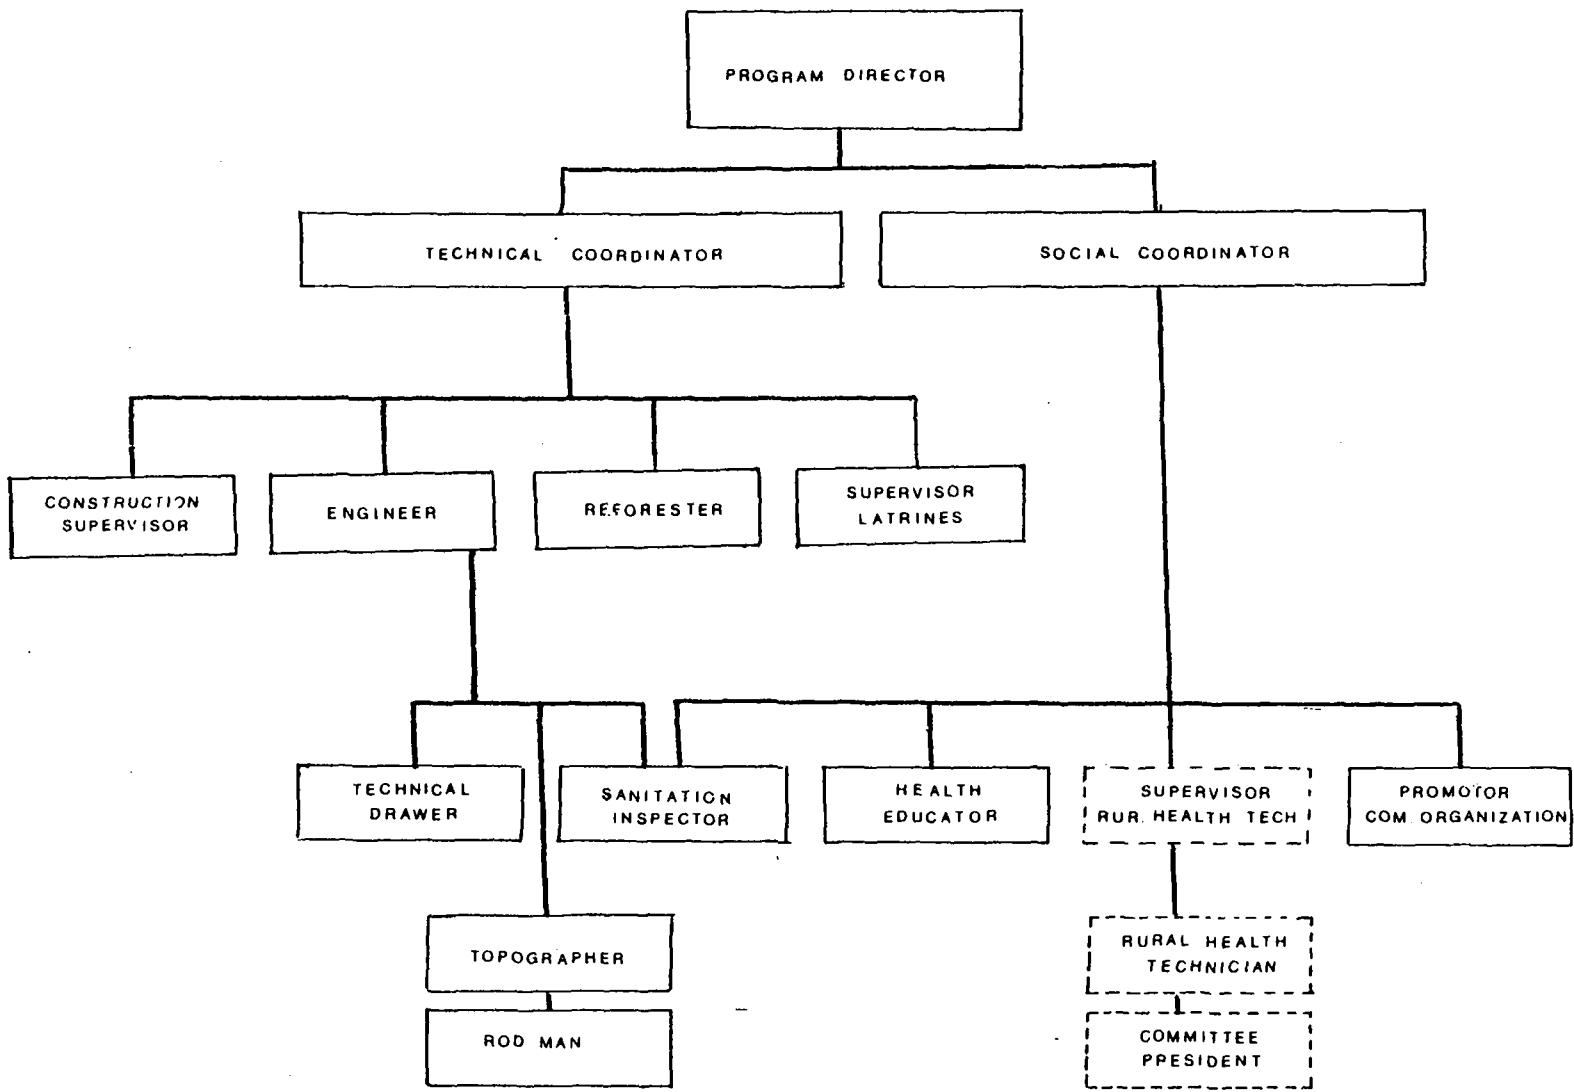 PROGRAM DIRECTOR
TECHNICAL COORDINATOR
SOCIAL COORDINATOR
CONSTRUCTION
SUPERVISOR
ENGINEER
REFORESTER
SUPERVISOR
LATRINES
TECHNICAL
DRAWER
SANITATION
INSPECTOR
HEALTH
EDUCATOR
SUPERVISOR
RUR. HEALTH TECH
PROMOTOR
COM. ORGANIZATION
TOPOGRAPHER
RURAL HEALTH
TECHNICIAN
ROD MAN
COMMITTEE
PRESIDENT